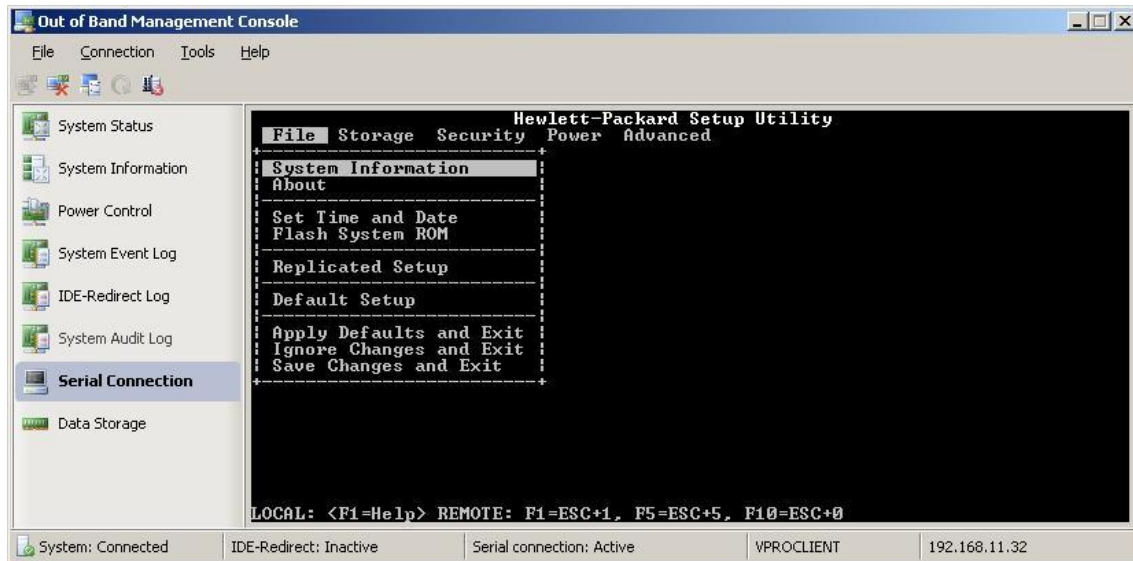 Out of Band Management Console
File Connection Tools Help
System Status
System Information
Power Control
System Event Log
IDE-Redirect Log
System Audit Log
Serial Connection
Data Storage
Hewlett-Packard Setup Utility
File Storage Security Power Advanced
System Information
About
Set Time and Date
Flash System ROM
Replicated Setup
Default Setup
Apply Defaults and Exit
Ignore Changes and Exit
Save Changes and Exit
LOCAL: <F1=Help> REMOTE: F1=ESC+1, F5=ESC+5, F10=ESC+0
System: Connected IDE-Redirect: Inactive Serial connection: Active VPROCLIENT 192.168.11.32